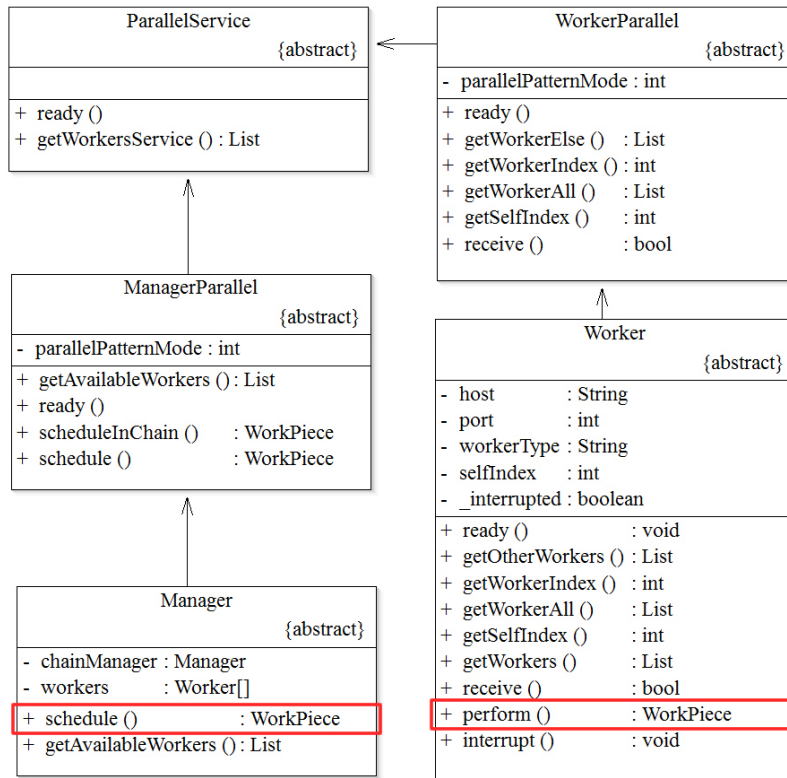 ParallelService
{abstract}
+ ready ()
+ getWorkersService () : List
WorkerParallel
{abstract}
- parallelPatternMode : int
+ ready ()
+ getWorkerElse () : List
+ getWorkerIndex () : int
+ getWorkerAll () : List
+ getSelfIndex () : int
+ receive () : bool
ManagerParallel
{abstract}
- parallelPatternMode : int
+ getAvailableWorkers () : List
+ ready ()
+ scheduleInChain () : WorkPiece
+ schedule () : WorkPiece
Worker
{abstract}
- host : String
- port : int
- workerType : String
- selfIndex : int
- _interrupted : boolean
+ ready () : void
+ getOtherWorkers () : List
+ getWorkerIndex () : int
+ getWorkerAll () : List
+ getSelfIndex () : int
+ getWorkers () : List
+ receive () : bool
+ perform () : WorkPiece
+ interrupt () : void
Manager
{abstract}
- chainManager : Manager
- workers : Worker[]
+ schedule () : WorkPiece
+ getAvailableWorkers () : List